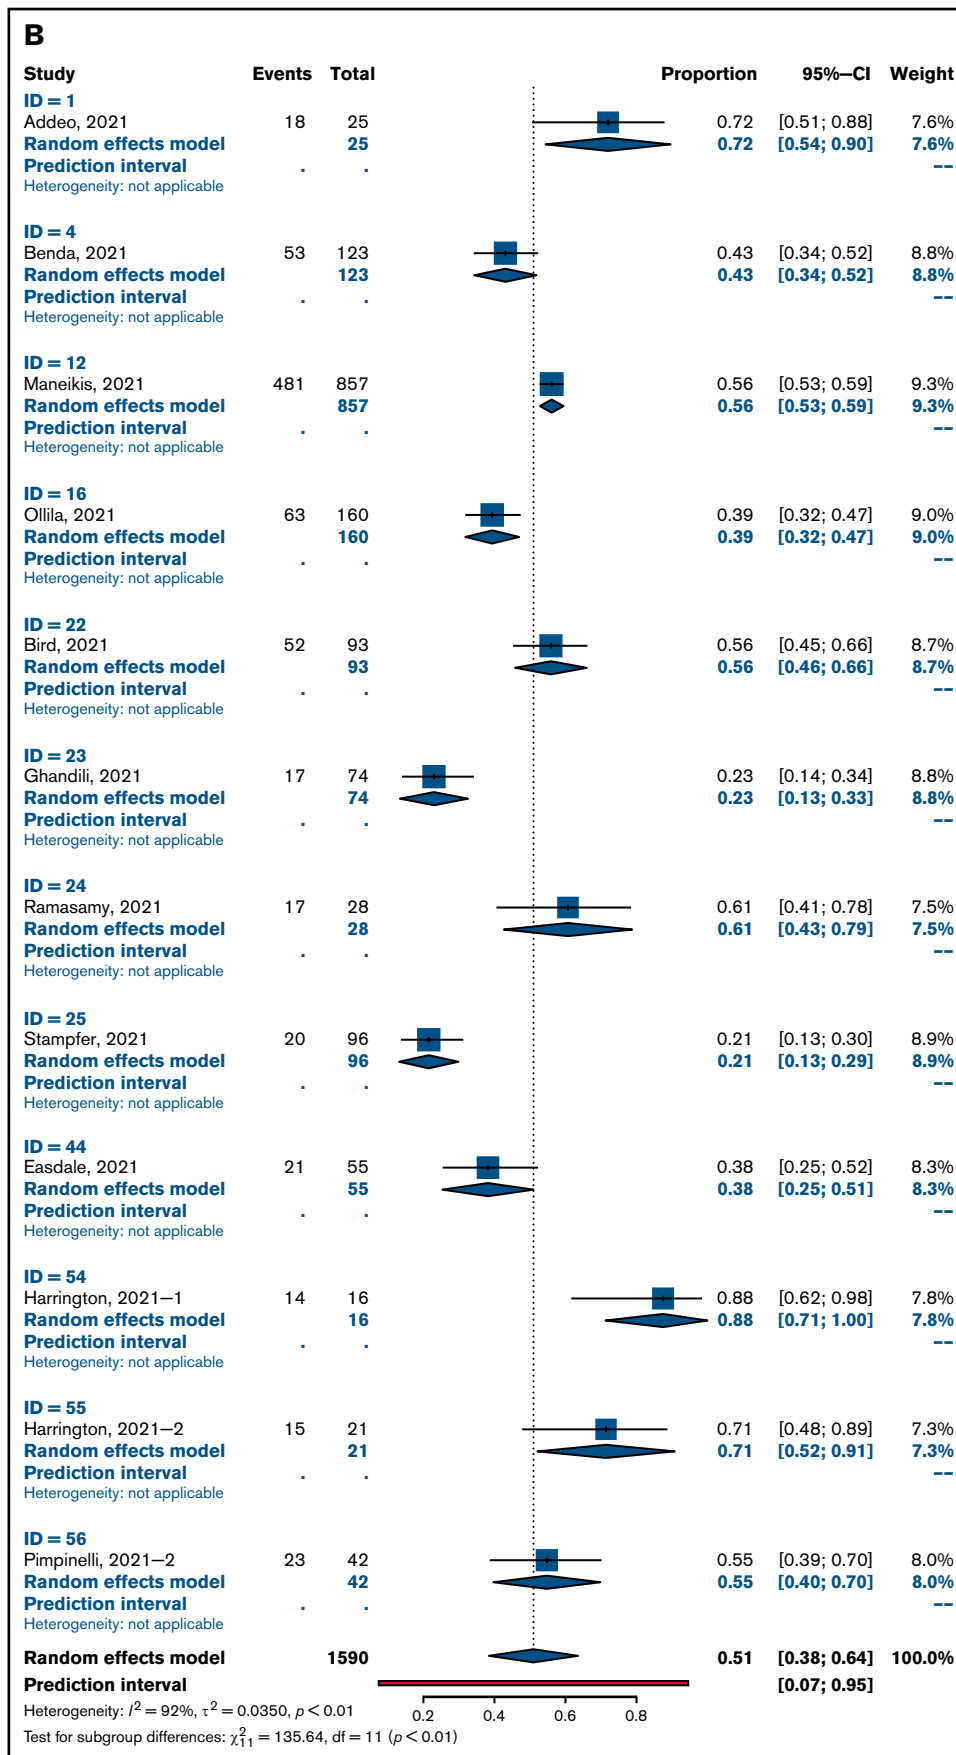 B
Study Events Total Proportion 95%–CI Weight
ID = 1
Addeo, 2021 18 25 0.72 [0.51; 0.88] 7.6%
Random effects model 25 0.72 [0.54; 0.90] 7.6%
Prediction interval . . --
Heterogeneity: not applicable
ID = 4
Benda, 2021 53 123 0.43 [0.34; 0.52] 8.8%
Random effects model 123 0.43 [0.34; 0.52] 8.8%
Prediction interval . . --
Heterogeneity: not applicable
ID = 12
Maneikis, 2021 481 857 0.56 [0.53; 0.59] 9.3%
Random effects model 857 0.56 [0.53; 0.59] 9.3%
Prediction interval . . --
Heterogeneity: not applicable
ID = 16
Ollila, 2021 63 160 0.39 [0.32; 0.47] 9.0%
Random effects model 160 0.39 [0.32; 0.47] 9.0%
Prediction interval . . --
Heterogeneity: not applicable
ID = 22
Bird, 2021 52 93 0.56 [0.45; 0.66] 8.7%
Random effects model 93 0.56 [0.46; 0.66] 8.7%
Prediction interval . . --
Heterogeneity: not applicable
ID = 23
Ghandili, 2021 17 74 0.23 [0.14; 0.34] 8.8%
Random effects model 74 0.23 [0.13; 0.33] 8.8%
Prediction interval . . --
Heterogeneity: not applicable
ID = 24
Ramasamy, 2021 17 28 0.61 [0.41; 0.78] 7.5%
Random effects model 28 0.61 [0.43; 0.79] 7.5%
Prediction interval . . --
Heterogeneity: not applicable
ID = 25
Stampfer, 2021 20 96 0.21 [0.13; 0.30] 8.9%
Random effects model 96 0.21 [0.13; 0.29] 8.9%
Prediction interval . . --
Heterogeneity: not applicable
ID = 44
Easdale, 2021 21 55 0.38 [0.25; 0.52] 8.3%
Random effects model 55 0.38 [0.25; 0.51] 8.3%
Prediction interval . . --
Heterogeneity: not applicable
ID = 54
Harrington, 2021–1 14 16 0.88 [0.62; 0.98] 7.8%
Random effects model 16 0.88 [0.71; 1.00] 7.8%
Prediction interval . . --
Heterogeneity: not applicable
ID = 55
Harrington, 2021–2 15 21 0.71 [0.48; 0.89] 7.3%
Random effects model 21 0.71 [0.52; 0.91] 7.3%
Prediction interval . . --
Heterogeneity: not applicable
ID = 56
Pimpinelli, 2021–2 23 42 0.55 [0.39; 0.70] 8.0%
Random effects model 42 0.55 [0.40; 0.70] 8.0%
Prediction interval . . --
Heterogeneity: not applicable
Random effects model 1590 0.51 [0.38; 0.64] 100.0%
Prediction interval [0.07; 0.95]
Heterogeneity: I² = 92%, τ² = 0.0350, p < 0.01
0.2 0.4 0.6 0.8
Test for subgroup differences: χ²₁₁ = 135.64, df = 11 (p < 0.01)